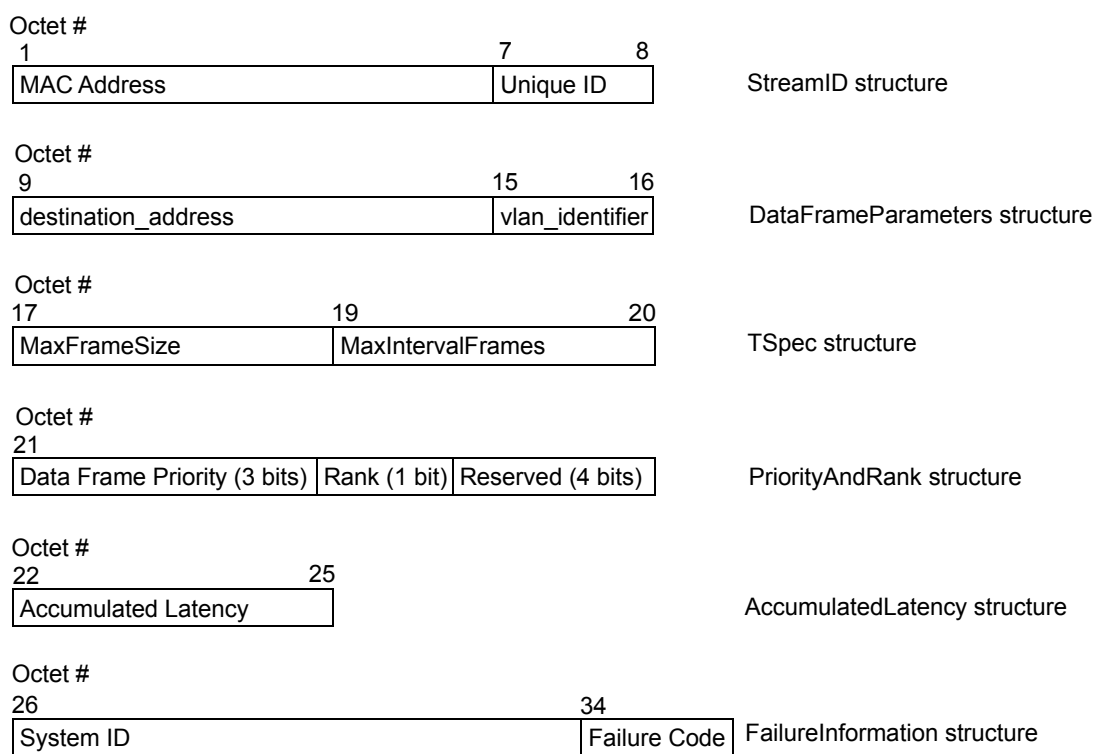 Octet #
1 7 8
MAC Address Unique ID StreamID structure
Octet #
9 15 16
destination_address vlan_identifier DataFrameParameters structure
Octet #
17 19 20
MaxFrameSize MaxIntervalFrames TSpec structure
Octet #
21
Data Frame Priority (3 bits) Rank (1 bit) Reserved (4 bits) PriorityAndRank structure
Octet #
22 25
Accumulated Latency AccumulatedLatency structure
Octet #
26 34
System ID Failure Code FailureInformation structure